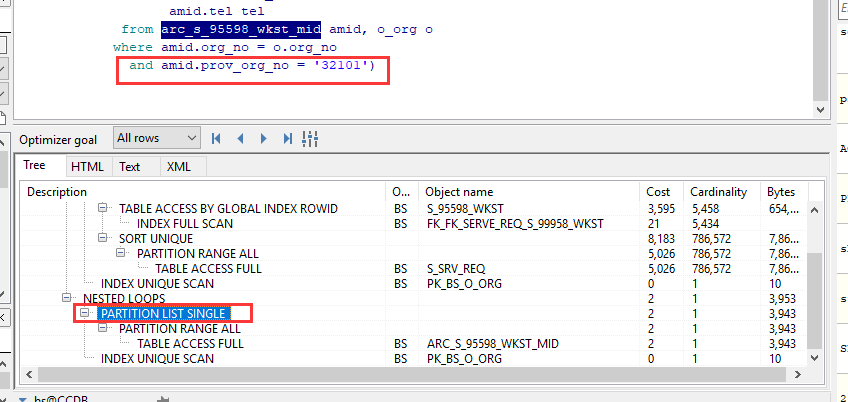 amid.tel tel
from arc_s_95598_wkst_mid amid, o_org o
where amid.org_no = o.org_no
and amid.prov_org_no = '32101')
Optimizer goal All rows
Tree HTML Text XML
Description O... Object name Cost Cardinality Bytes
TABLE ACCESS BY GLOBAL INDEX ROWID BS S_95598_WKST 3,595 5,458 654,...
INDEX FULL SCAN BS FK_FK_SERVE_REQ_S_99958_WKST 21 5,434
SORT UNIQUE 8,183 786,572 7,86...
PARTITION RANGE ALL 5,026 786,572 7,86...
TABLE ACCESS FULL BS S_SRV_REQ 5,026 786,572 7,86...
INDEX UNIQUE SCAN BS PK_BS_O_ORG 0 1 10
NESTED LOOPS 2 1 3,953
PARTITION LIST SINGLE 2 1 3,943
PARTITION RANGE ALL 2 1 3,943
TABLE ACCESS FULL BS ARC_S_95598_WKST_MID 2 1 3,943
INDEX UNIQUE SCAN BS PK_BS_O_ORG 0 1 10
bs@CCDB